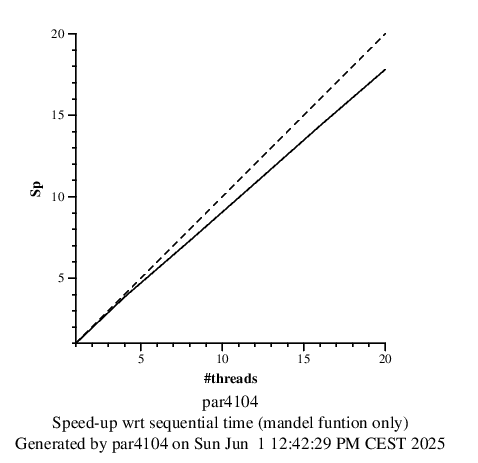 20
15
10
5
Sp
5
10
15
20
#threads
par4104
Speed-up wrt sequential time (mandel funtion only)
Generated by par4104 on Sun Jun 1 12:42:29 PM CEST 2025